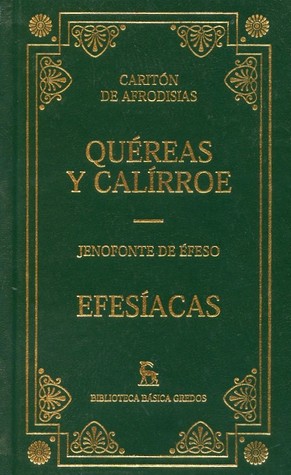 CARITÓN
DE AFRODISIAS
QUÉREAS
Y CALÍRROE
JENOFONTE DE ÉFESO
EFESÍACAS
BIBLIOTECA BÁSICA GREDOS